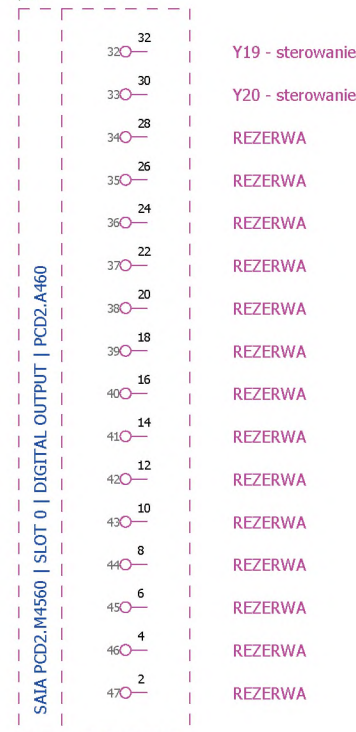 32
32 Y19 - sterowanie
30
33 Y20 - sterowanie
28
34 REZERWA
26
35 REZERWA
24
36 REZERWA
22
37 REZERWA
20
38 REZERWA
18
39 REZERWA
16
40 REZERWA
14
41 REZERWA
12
42 REZERWA
10
43 REZERWA
8
44 REZERWA
6
45 REZERWA
4
46 REZERWA
2
47 REZERWA
SAIA PCD2.M4560 | SLOT 0 | DIGITAL OUTPUT | PCD2.A460